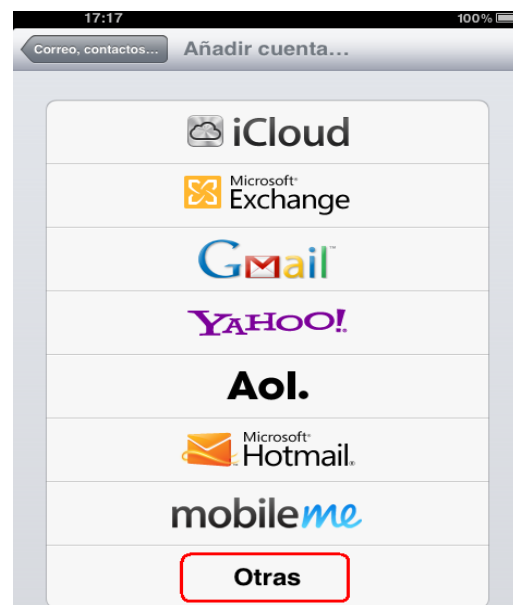 17:17 100%
Correo, contactos... Añadir cuenta...
iCloud
Microsoft
Exchange
Gmail
YAHOO!
Aol.
Microsoft
Hotmail.
mobileme
Otras